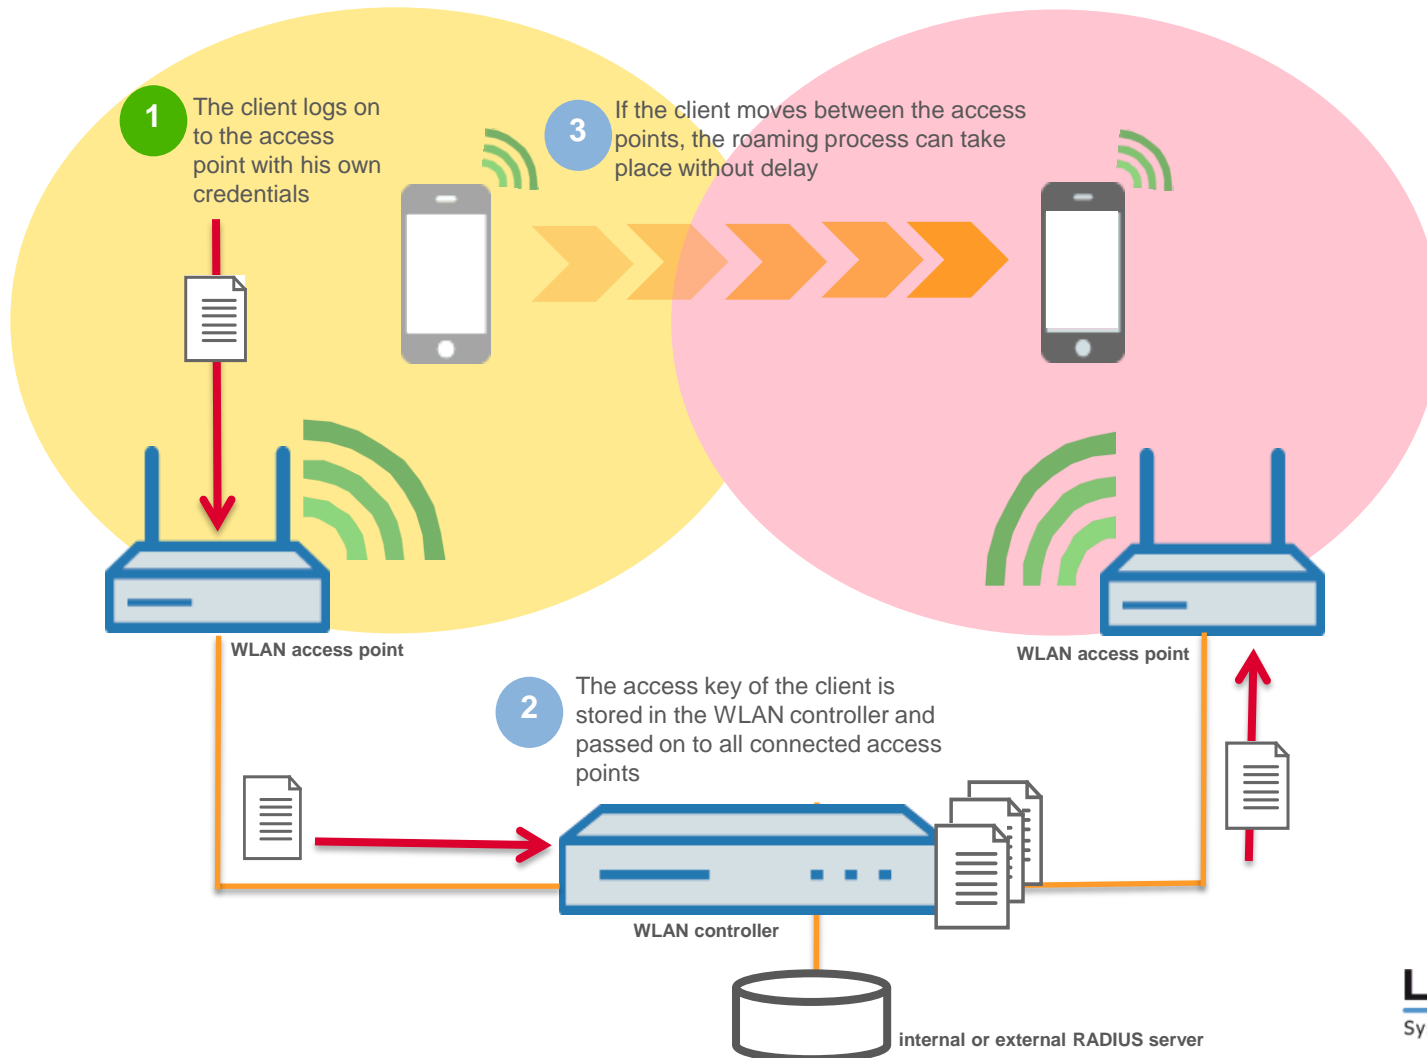 1
The client logs on
to the access
point with his own
credentials
3
If the client moves between the access
points, the roaming process can take
place without delay
WLAN access point
WLAN access point
2
The access key of the client is
stored in the WLAN controller and
passed on to all connected access
points
WLAN controller
internal or external RADIUS server